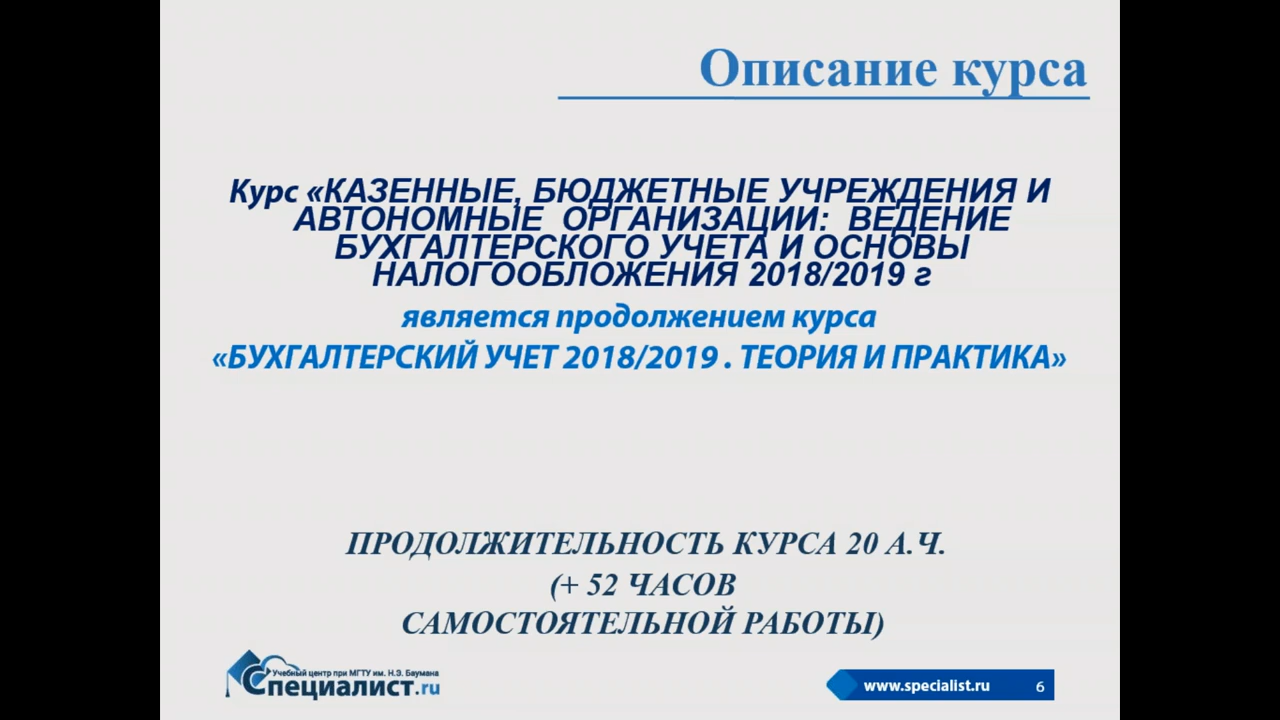 Описание курса
Курс «КАЗЕННЫЕ, БЮДЖЕТНЫЕ УЧРЕЖДЕНИЯ И
АВТОНОМНЫЕ ОРГАНИЗАЦИИ: ВЕДЕНИЕ
БУХГАЛТЕРСКОГО УЧЕТА И ОСНОВЫ
НАЛОГООБЛОЖЕНИЯ 2018/2019 г
является продолжением курса
«БУХГАЛТЕРСКИЙ УЧЕТ 2018/2019 . ТЕОРИЯ И ПРАКТИКА»
ПРОДОЛЖИТЕЛЬНОСТЬ КУРСА 20 А.Ч.
(+ 52 ЧАСОВ
САМОСТОЯТЕЛЬНОЙ РАБОТЫ)
Учебный центр при МГТУ им. Н.Э. Баумана
Специалист.ru
www.specialist.ru 6